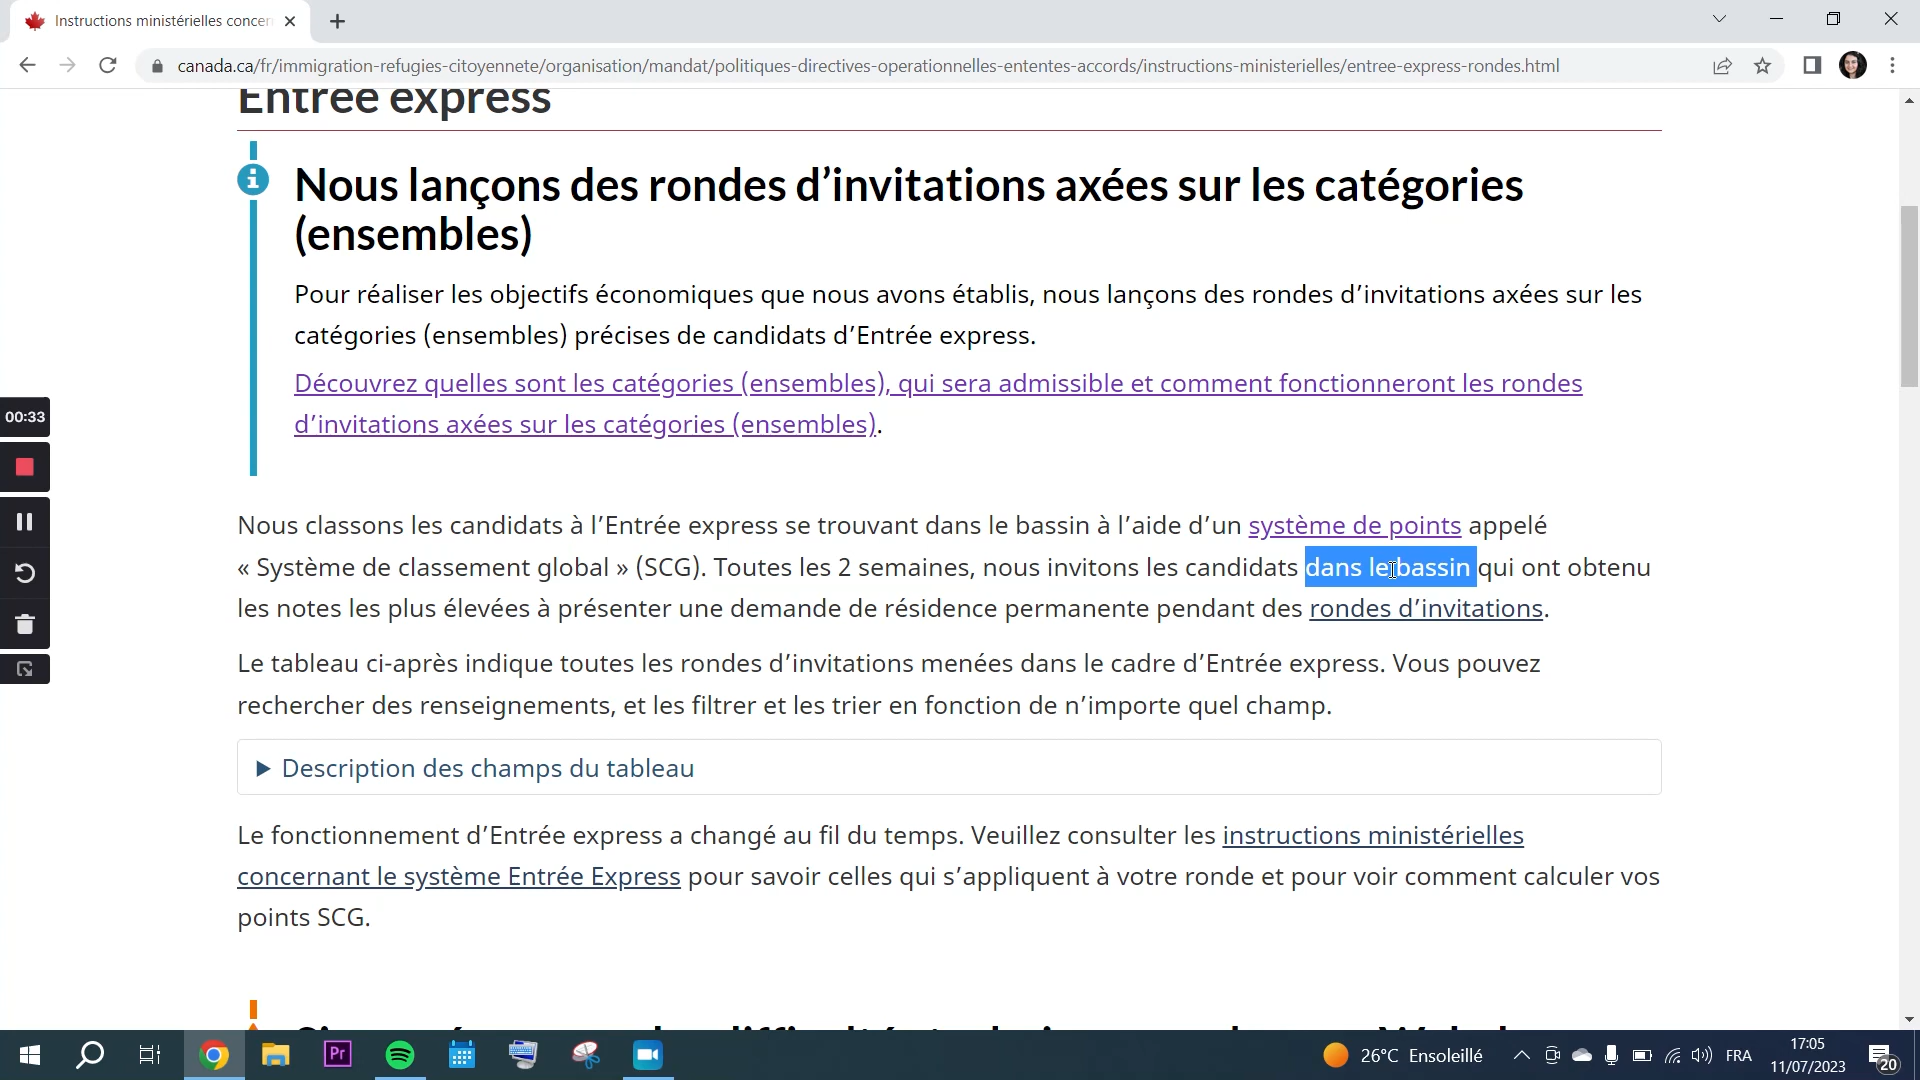 Instructions ministérielles concer
canada.ca/fr/immigration-refugies-citoyennete/organisation/mandat/politiques-directives-operationnelles-ententes-accords/instructions-ministerielles/entree-express-rondes.html
Entrée express
Nous lançons des rondes d’invitations axées sur les catégories
(ensembles)
Pour réaliser les objectifs économiques que nous avons établis, nous lançons des rondes d’invitations axées sur les
catégories (ensembles) précises de candidats d’Entrée express.
Découvrez quelles sont les catégories (ensembles), qui sera admissible et comment fonctionneront les rondes
d’invitations axées sur les catégories (ensembles).
00:33
Nous classons les candidats à l’Entrée express se trouvant dans le bassin à l’aide d’un système de points appelé
« Système de classement global » (SCG). Toutes les 2 semaines, nous invitons les candidats dans le bassin qui ont obtenu
les notes les plus élevées à présenter une demande de résidence permanente pendant des rondes d’invitations.
Le tableau ci-après indique toutes les rondes d’invitations menées dans le cadre d’Entrée express. Vous pouvez
rechercher des renseignements, et les filtrer et les trier en fonction de n’importe quel champ.
Description des champs du tableau
Le fonctionnement d’Entrée express a changé au fil du temps. Veuillez consulter les instructions ministérielles
concernant le système Entrée Express pour savoir celles qui s’appliquent à votre ronde et pour voir comment calculer vos
points SCG.
Pr
26°C Ensoleillé
FRA
17:05
11/07/2023
20